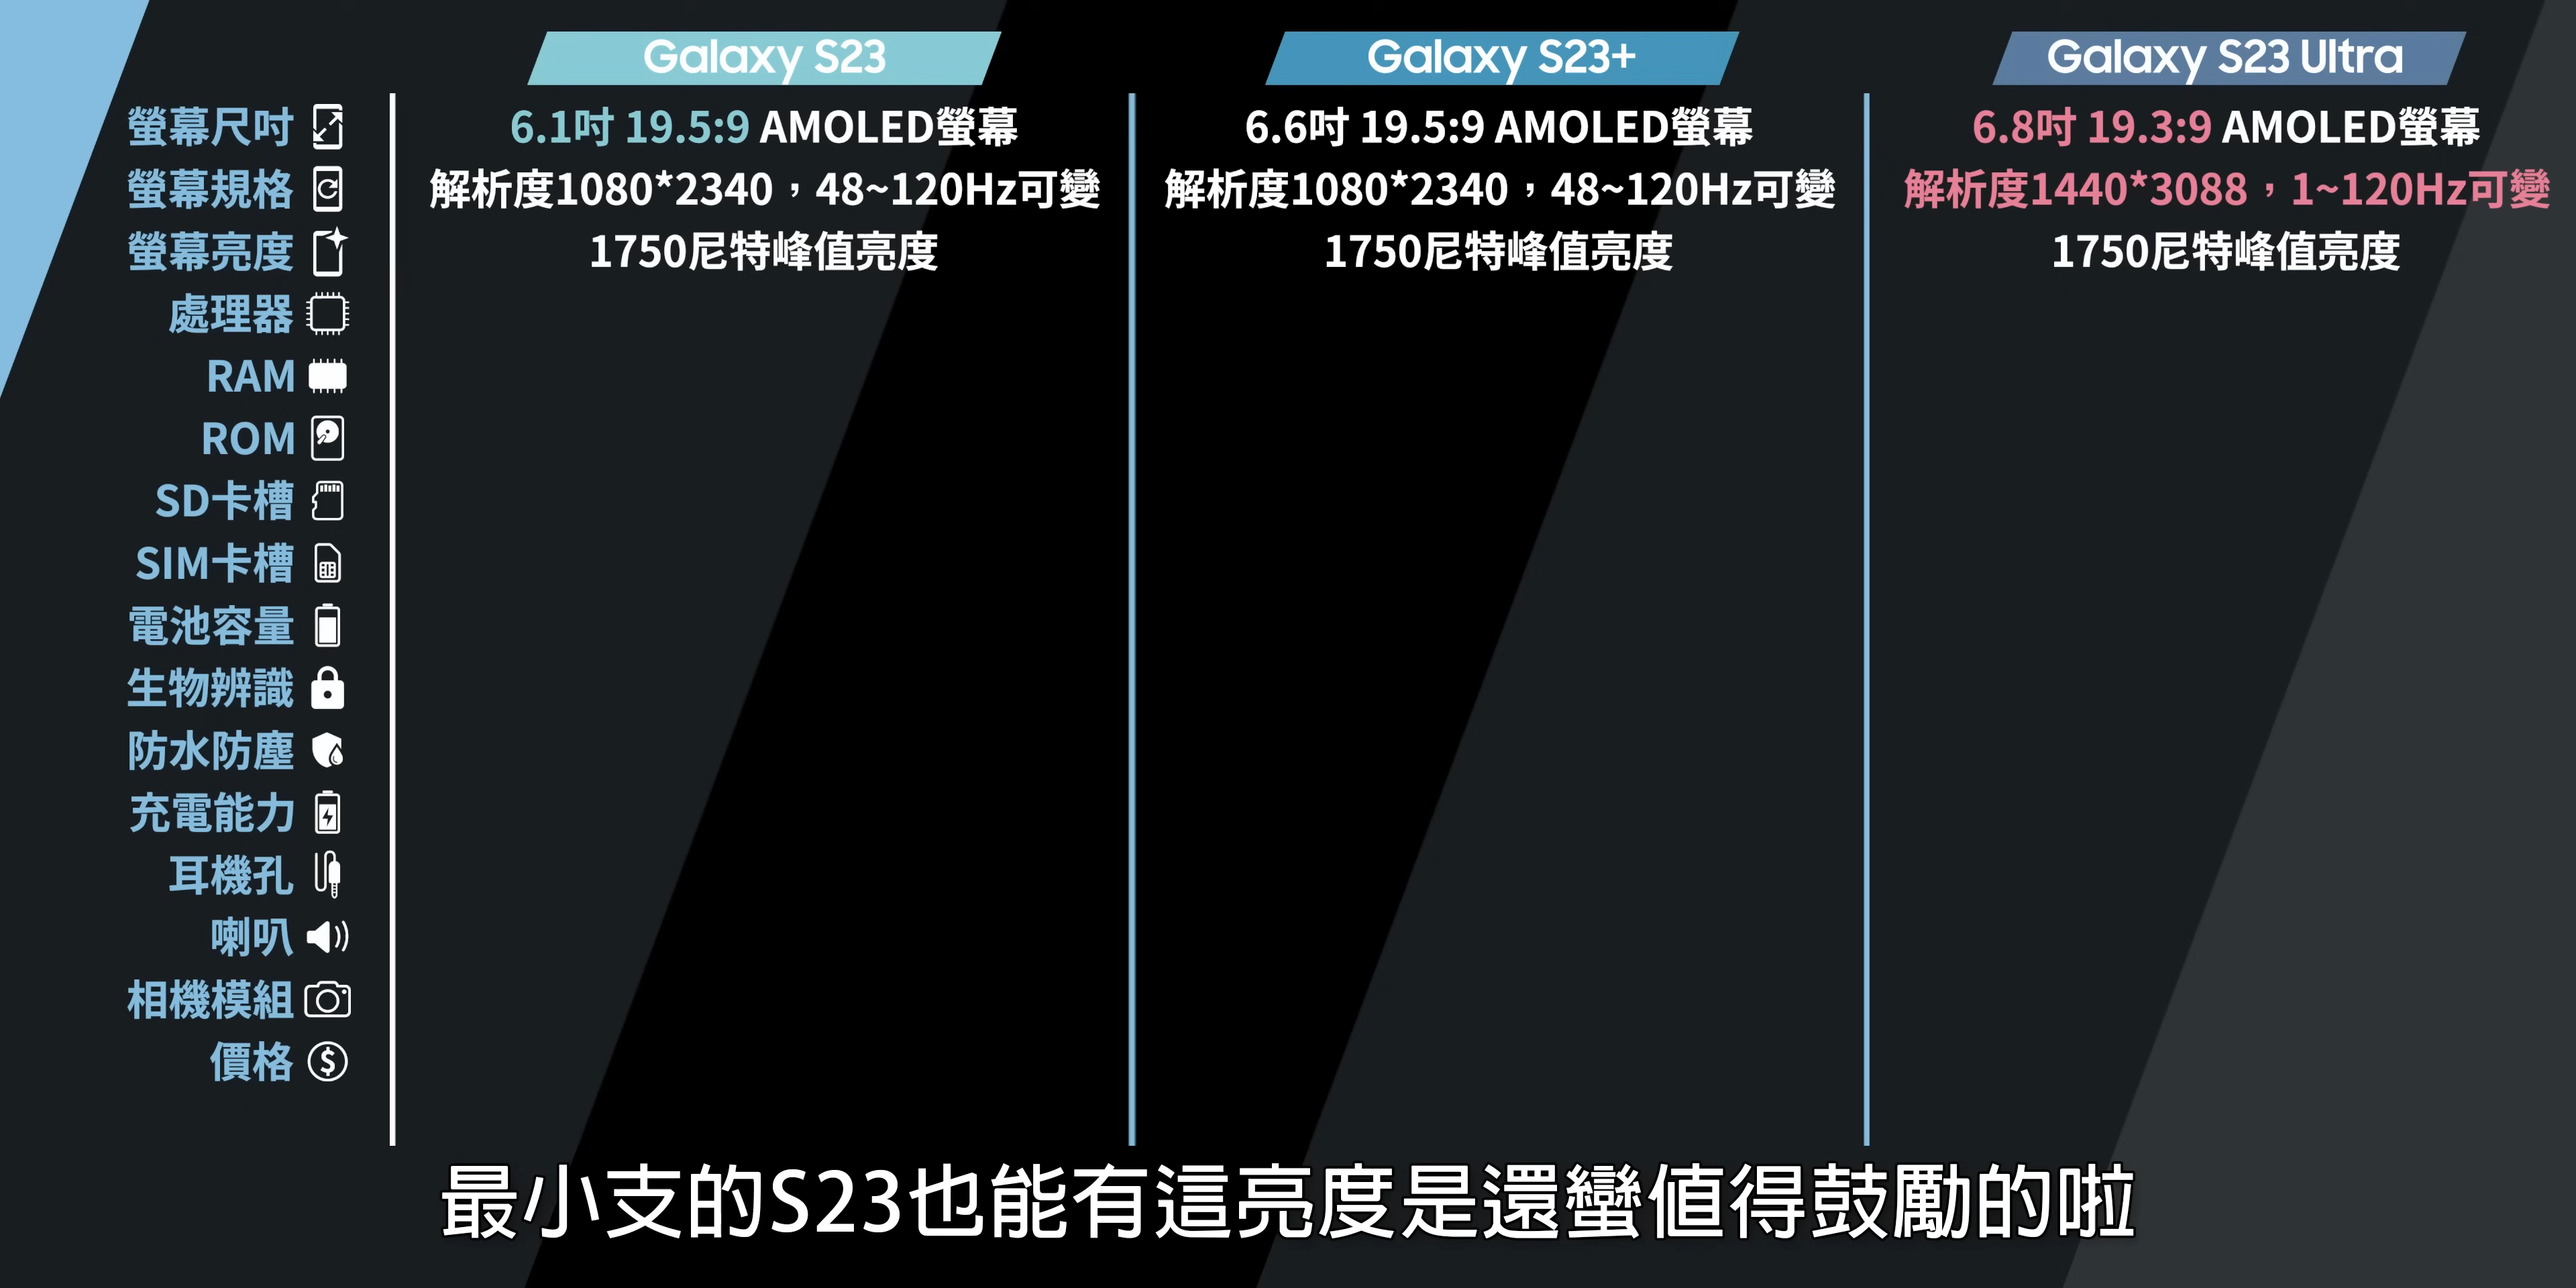 Galaxy S23
Galaxy S23+
Galaxy S23 Ultra
螢幕尺吋
6.1吋 19.5:9 AMOLED螢幕
6.6吋 19.5:9 AMOLED螢幕
6.8吋 19.3:9 AMOLED螢幕
螢幕規格
解析度1080*2340，48~120Hz可變
解析度1080*2340，48~120Hz可變
解析度1440*3088，1~120Hz可變
螢幕亮度
1750尼特峰值亮度
1750尼特峰值亮度
1750尼特峰值亮度
處理器
RAM
ROM
SD卡槽
SIM卡槽
電池容量
生物辨識
防水防塵
充電能力
耳機孔
喇叭
相機模組
價格
最小支的S23也能有這亮度是還蠻值得鼓勵的啦